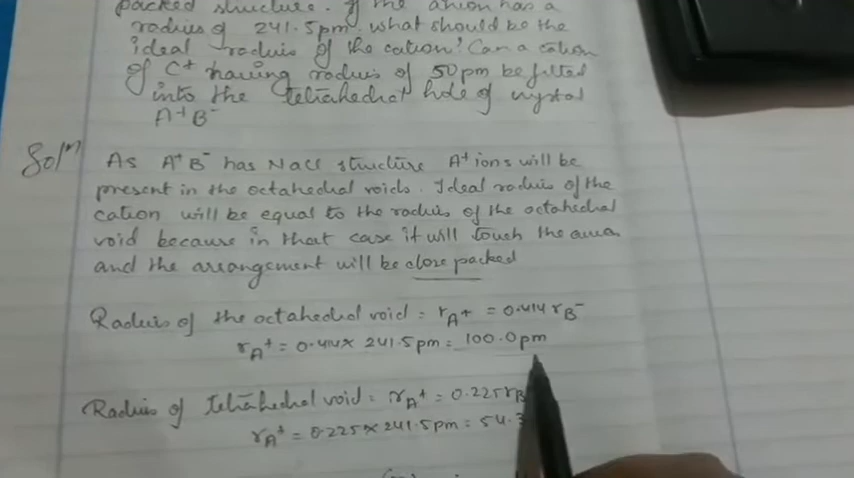 packed structure. If the anion has a
radius of 241.5pm. what should be the
ideal radius of the cation? Can a cation
of C+ having radius of 50pm be fitted
into the tetrahedral hole of crystal
A+B-
Soln As A+B- has NaCl structure A+ ions will be
present in the octahedral voids. Ideal radius of the
cation will be equal to the radius of the octahedral
void because in that case it will touch the
and the arrangement will be close packed
Radius of the octahedral void = rA+ = 0.414 rB-
rA+ = 0.414 x 241.5pm = 100.0pm
Radius of tetrahedral void = rA+ = 0.225rB
rA+ = 0.225 x 241.5pm = 54.3